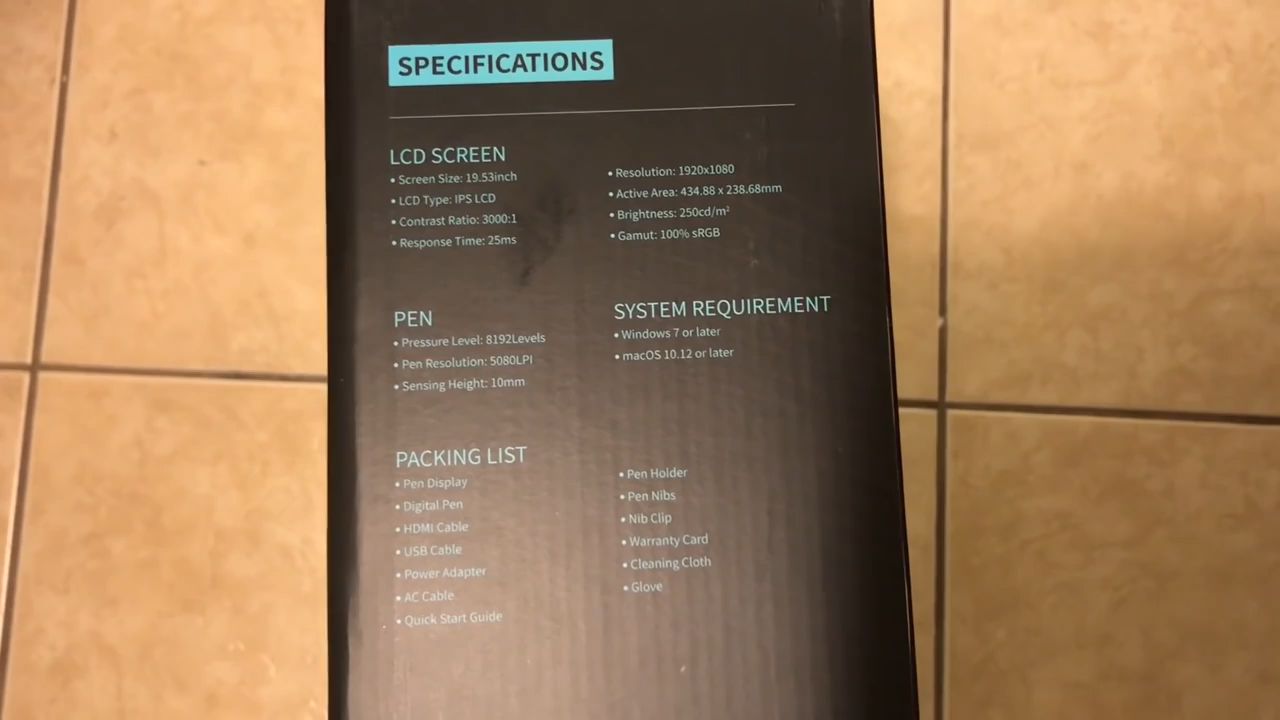 SPECIFICATIONS
LCD SCREEN
• Screen Size: 19.53inch
• LCD Type: IPS LCD
• Contrast Ratio: 3000:1
• Response Time: 25ms
• Resolution: 1920x1080
• Active Area: 434.88 x 238.68mm
• Brightness: 250cd/m²
• Gamut: 100% sRGB
PEN
• Pressure Level: 8192Levels
• Pen Resolution: 5080LPI
• Sensing Height: 10mm
SYSTEM REQUIREMENT
• Windows 7 or later
• macOS 10.12 or later
PACKING LIST
• Pen Display
• Digital Pen
• HDMI Cable
• USB Cable
• Power Adapter
• AC Cable
• Quick Start Guide
• Pen Holder
• Pen Nibs
• Nib Clip
• Warranty Card
• Cleaning Cloth
• Glove